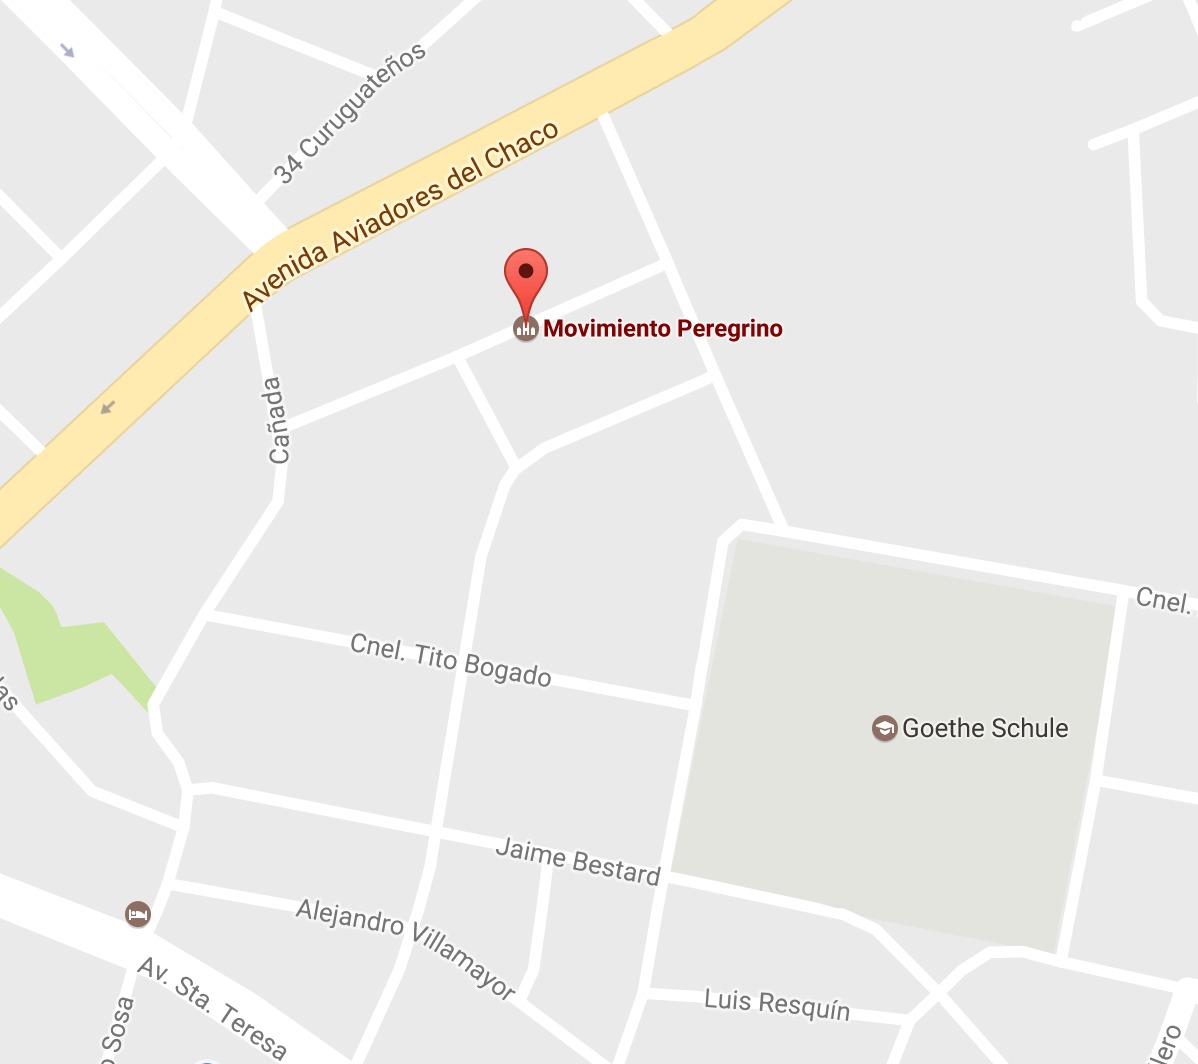 34 Curuguateños
Avenida Aviadores del Chaco
Movimiento Peregrino
Cañada
Cnel.
Cnel. Tito Bogado
Goethe Schule
Jaime Bestard
Alejandro Villamayor
Av. Sta. Teresa
Luis Resquín
Sosa